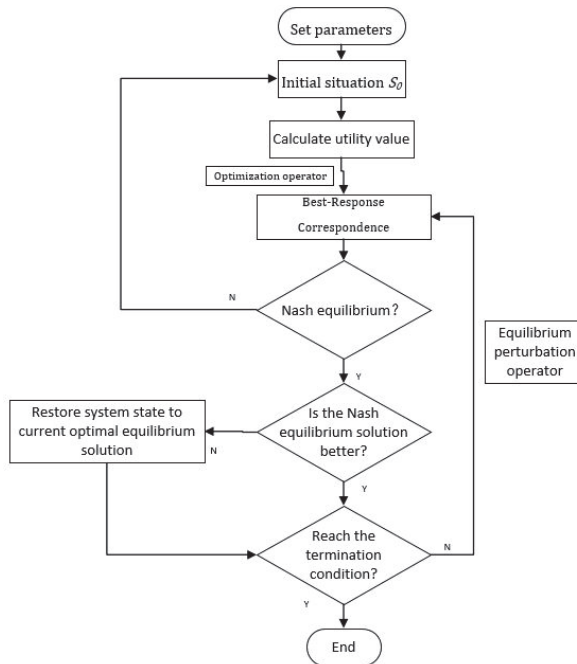 Set parameters
Initial situation S0
Calculate utility value
Optimization operator
Best-Response
Correspondence
N
Nash equilibrium?
Equilibrium
perturbation
operator
Y
Restore system state to
current optimal equilibrium
solution
N
Is the Nash
equilibrium solution
better?
Y
Reach the
termination
condition?
N
Y
End